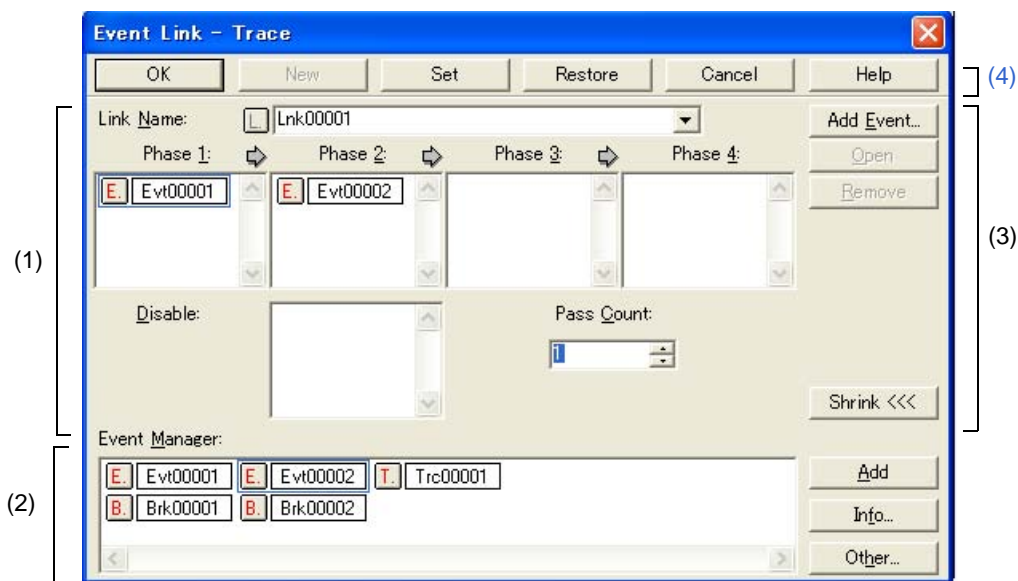 Event Link - Trace
OK New Set Restore Cancel Help
(4)
Link Name: L. Lnk00001 Add Event...
Phase 1: Phase 2: Phase 3: Phase 4: Open
E. Evt00001 E. Evt00002 Remove
(1)
(3)
Disable: Pass Count:
1
Shrink <<<
Event Manager:
E. Evt00001 E. Evt00002 T. Trc00001 Add
(2)
B. Brk00001 B. Brk00002 Info...
Other...